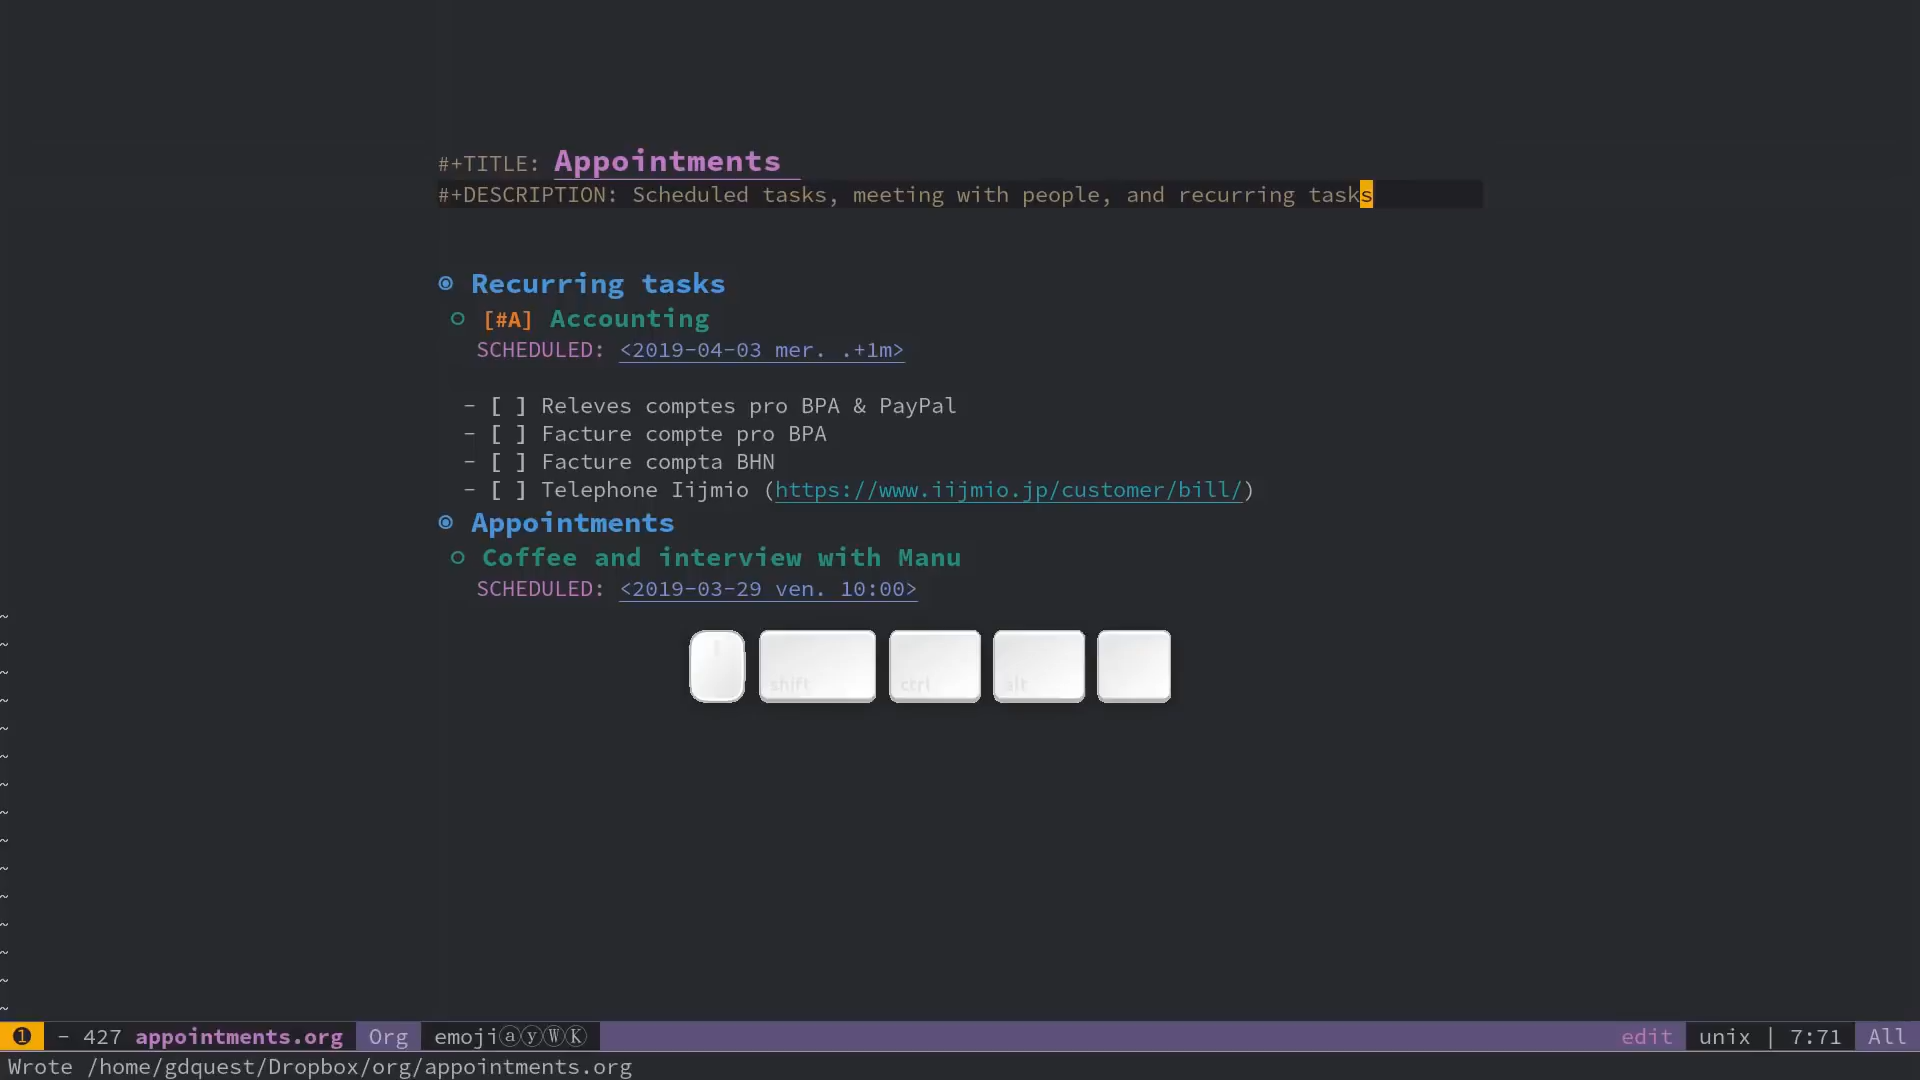 #+TITLE: Appointments
#+DESCRIPTION: Scheduled tasks, meeting with people, and recurring tasks
Recurring tasks
[#A] Accounting
SCHEDULED: <2019-04-03 mer. .+1m>
- [ ] Releves comptes pro BPA & PayPal
- [ ] Facture compte pro BPA
- [ ] Facture compta BHN
- [ ] Telephone Iijmio (https://www.iijmio.jp/customer/bill/)
Appointments
Coffee and interview with Manu
SCHEDULED: <2019-03-29 ven. 10:00>
shift ctrl alt
❶ - 427 appointments.org Org emojiⓐⓨⓌⓀ edit unix | 7:71 All
Wrote /home/gdquest/Dropbox/org/appointments.org